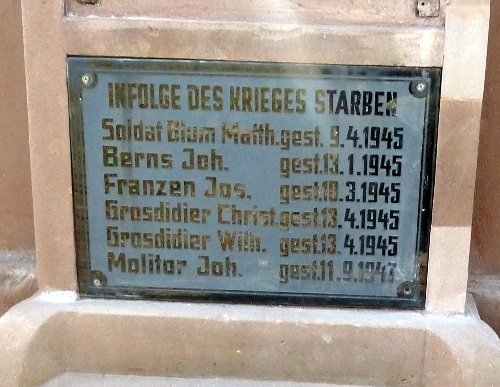 INFOLGE DES KRIEGES STARBEN
Soldat Blum Matth. gest. 9.4.1945
Berns Joh. gest. 13.1.1945
Franzen Jos. gest. 10.3.1945
Grosdidier Christ. gest. 13.4.1945
Grosdidier Wilh. gest. 13.4.1945
Molitor Joh. gest. 11.9.1945